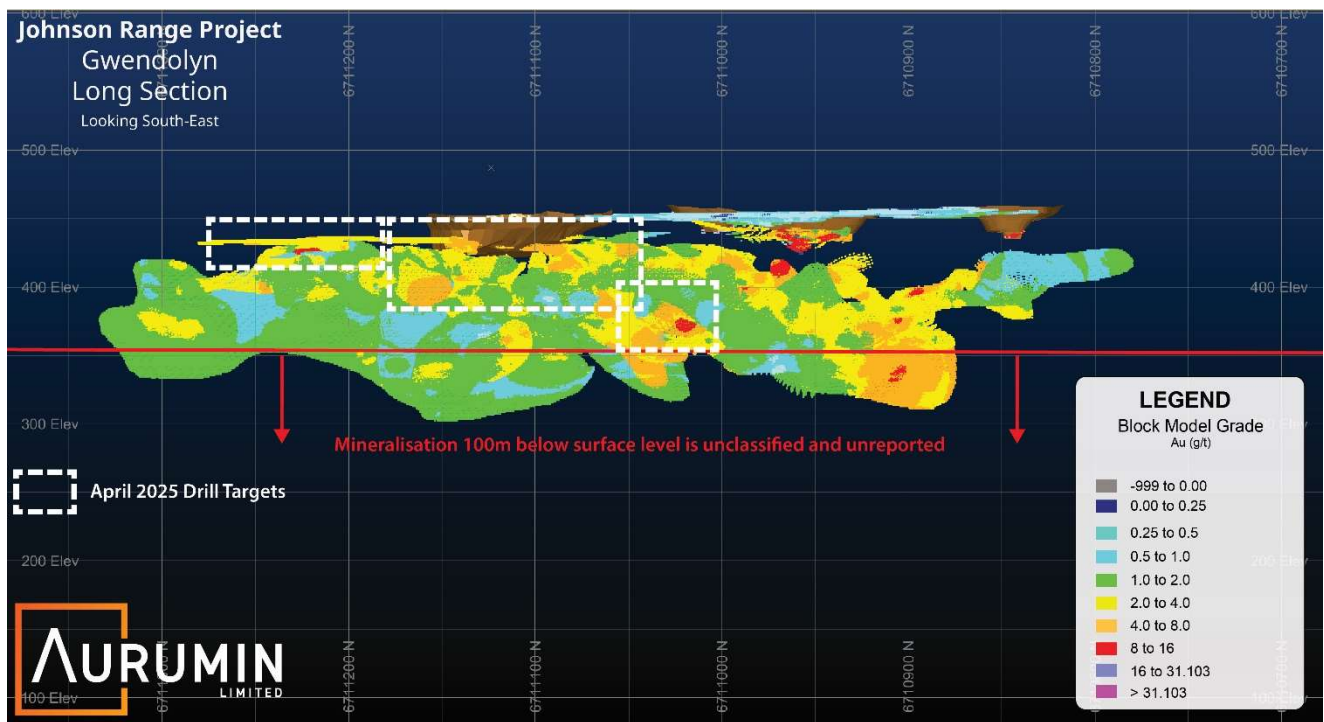 600 Elev
600 Elev
Johnson Range Project
Gwendolyn
Long Section
Looking South-East
6711200 N
6711100 N
6711000 N
6710900 N
6710800 N
6710700 N
500 Elev
500 Elev
400 Elev
400 Elev
300 Elev
Mineralisation 100m below surface level is unclassified and unreported
April 2025 Drill Targets
200 Elev
100 Elev
6711200 N
6711100 N
6711000 N
6710900 N
6710800 N
AURUMIN
LIMITED
LEGEND
Block Model Grade
Au (g/t)
-999 to 0.00
0.00 to 0.25
0.25 to 0.5
0.5 to 1.0
1.0 to 2.0
2.0 to 4.0
4.0 to 8.0
8 to 16
16 to 31.103
> 31.103